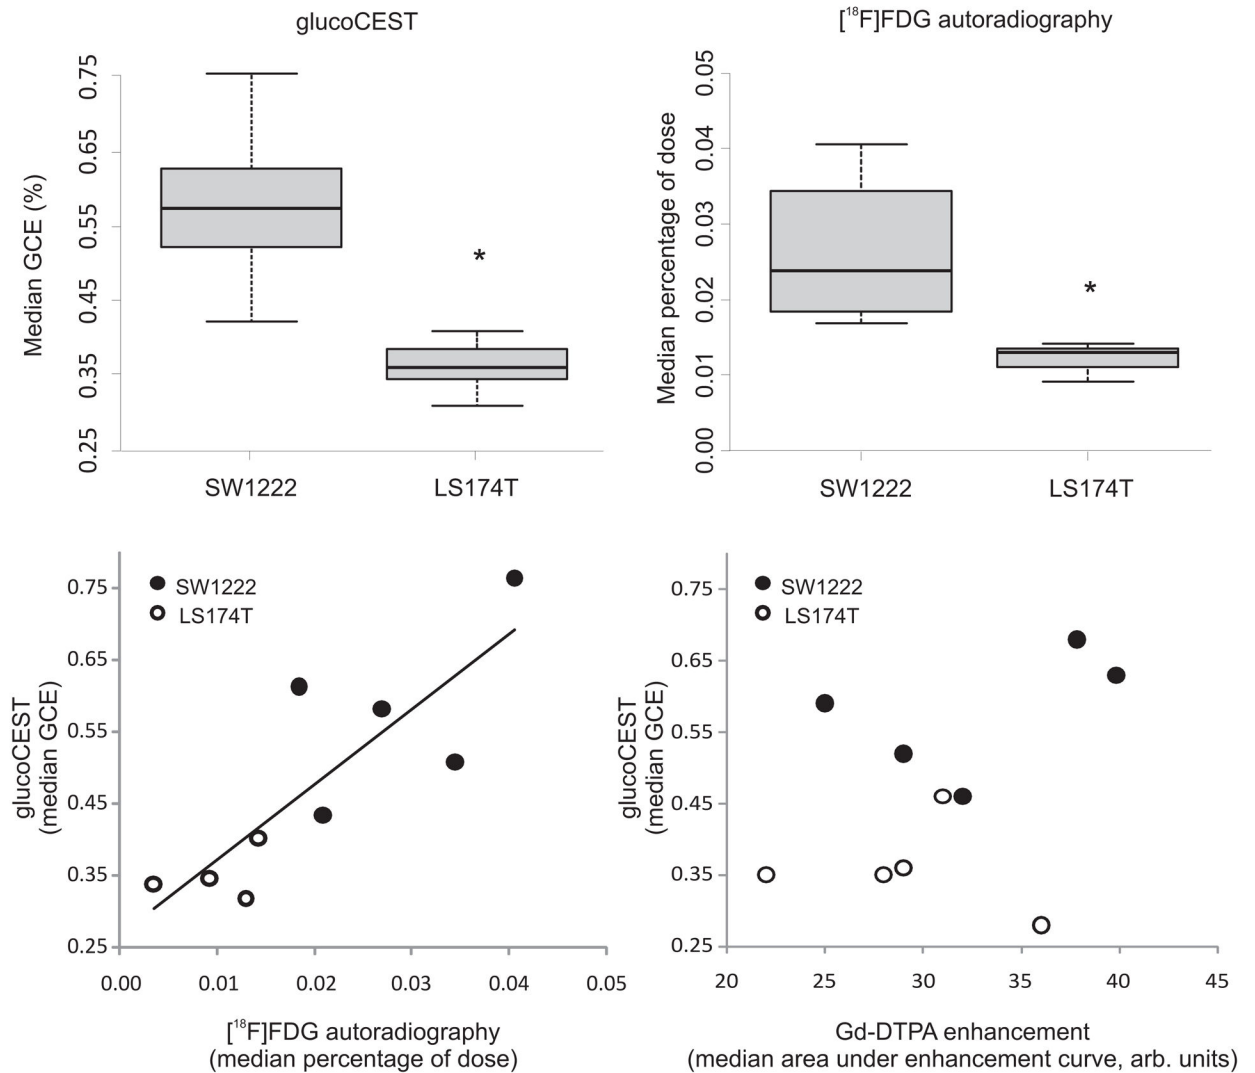 glucoCEST
Median GCE (%)
0.75
0.65
0.55
0.45
0.35
0.25
*
SW1222 LS174T
[¹⁸F]FDG autoradiography
Median percentage of dose
0.05
0.04
0.03
0.02
0.01
0.00
*
SW1222 LS174T
glucoCEST
(median GCE)
0.75
0.65
0.55
0.45
0.35
0.25
SW1222
LS174T
0.00 0.01 0.02 0.03 0.04 0.05
[¹⁸F]FDG autoradiography
(median percentage of dose)
glucoCEST
(median GCE)
0.75
0.65
0.55
0.45
0.35
0.25
SW1222
LS174T
20 25 30 35 40 45
Gd-DTPA enhancement
(median area under enhancement curve, arb. units)